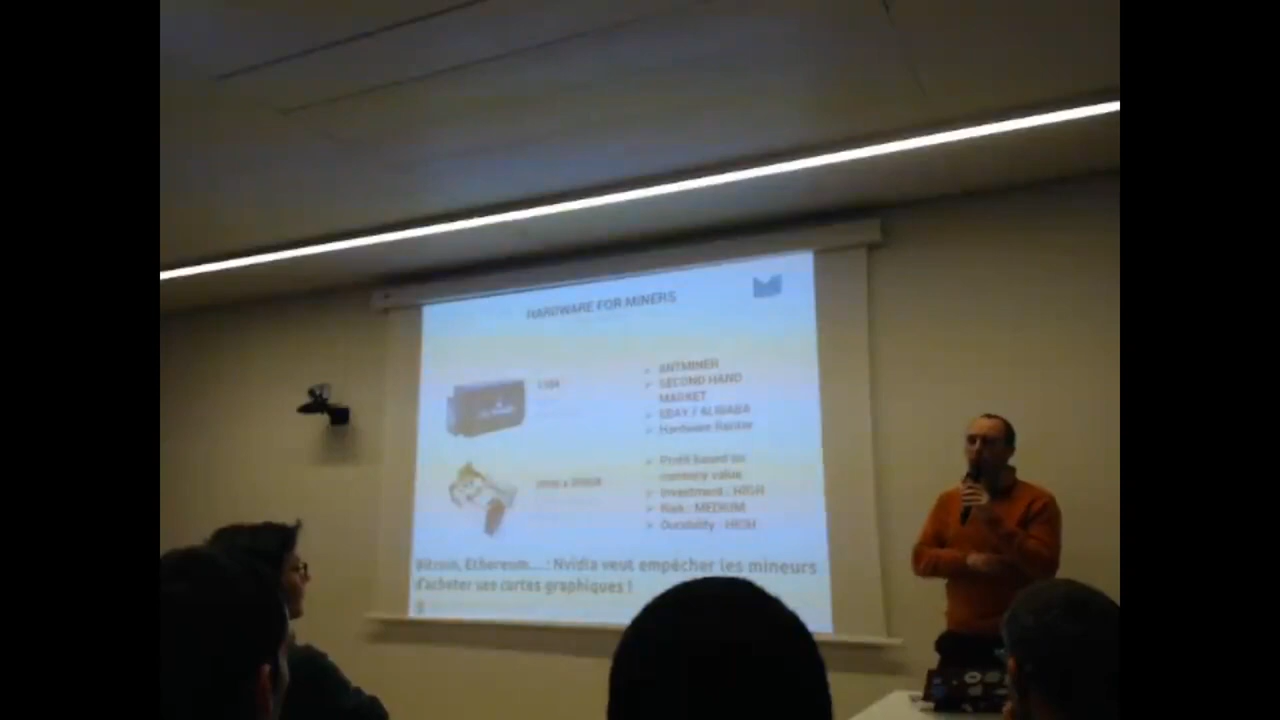 HARDWARE FOR MINERS
ANTMINER
SECOND HAND
MARKET
EBAY / ALIBABA
Hardware Reseller
Profit based on
currency value
Investment : HIGH
Risk : MEDIUM
Durability : HIGH
Bitcoin, Ethereum... : Nvidia veut empêcher les mineurs
d'acheter ses cartes graphiques !